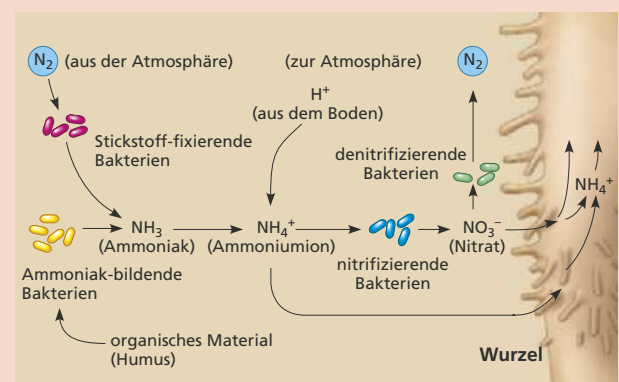 N₂ (aus der Atmosphäre)
(zur Atmosphäre) N₂
H⁺
(aus dem Boden)
Stickstoff-fixierende
Bakterien
denitrifizierende
Bakterien
NH₃
(Ammoniak)
NH₄⁺
(Ammoniumion)
NO₃⁻
(Nitrat)
NH₄⁺
nitrifizierende
Bakterien
Ammoniak-bildende
Bakterien
organisches Material
(Humus)
Wurzel